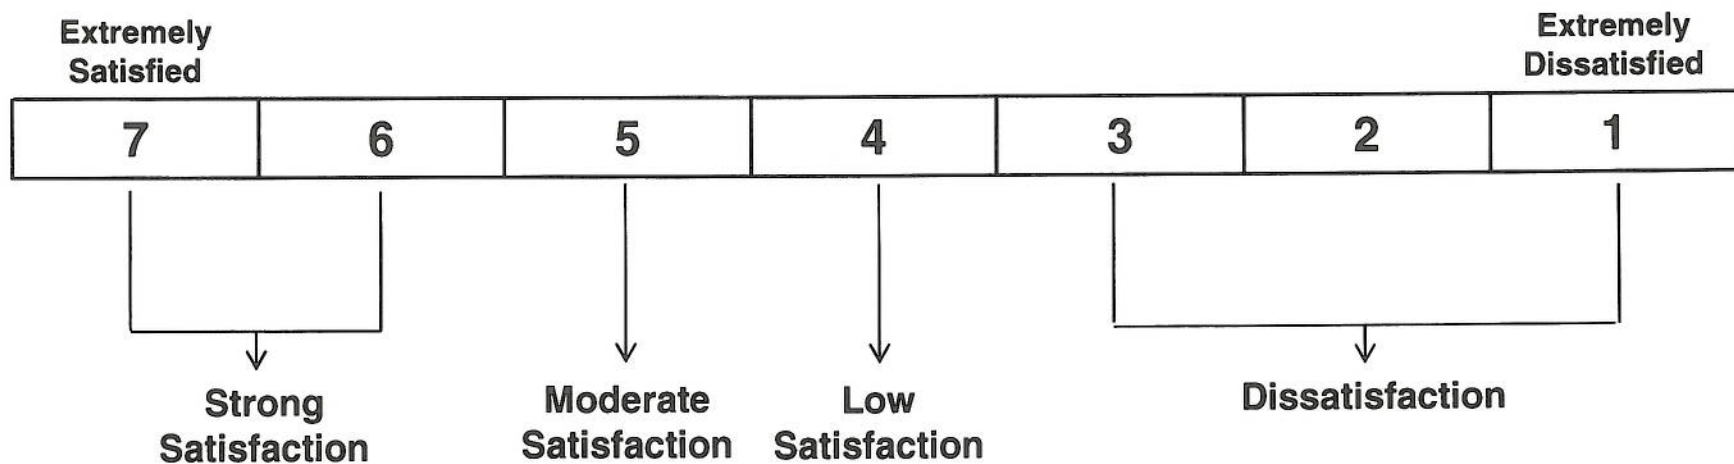 Extremely
Satisfied
Extremely
Dissatisfied
7 6 5 4 3 2 1
Strong
Satisfaction
Moderate
Satisfaction
Low
Satisfaction
Dissatisfaction